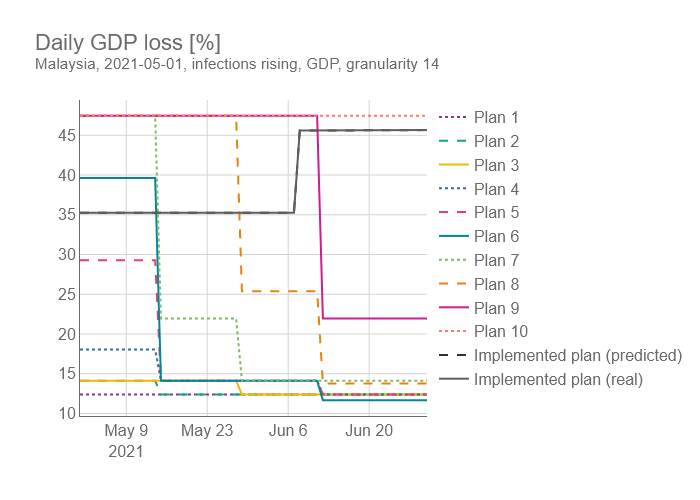 Daily GDP loss [%]
Malaysia, 2021-05-01, infections rising, GDP, granularity 14
45
40
35
30
25
20
15
10
May 9
2021
May 23
Jun 6
Jun 20
Plan 1
Plan 2
Plan 3
Plan 4
Plan 5
Plan 6
Plan 7
Plan 8
Plan 9
Plan 10
Implemented plan (predicted)
Implemented plan (real)